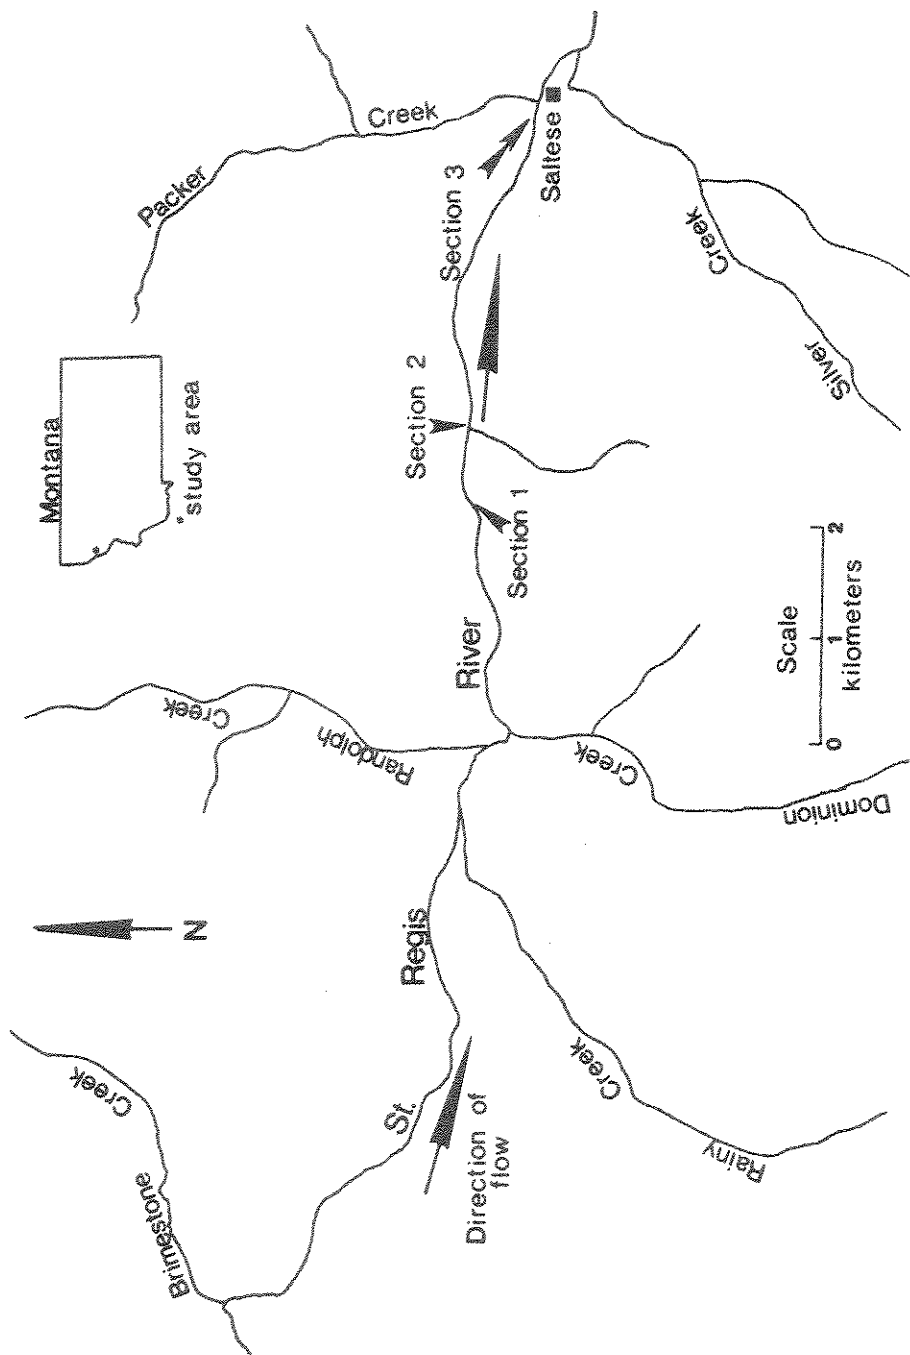 Montana
*study area
Packer
Creek
Section 3
Saltese
Section 2
Section 1
Creek
Silver
River
Randolph
Creek
Creek
Dominion
Scale
0 1 2
kilometers
N
St.
Regis
Direction of
flow
Brimestone
Creek
Rainy
Creek